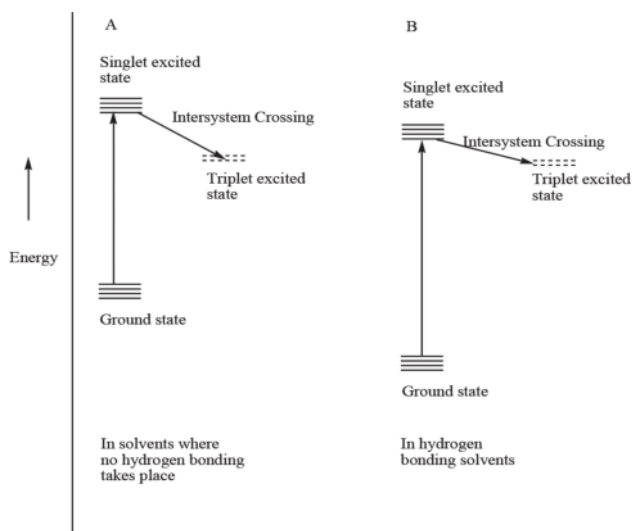 A
Singlet excited
state
Intersystem Crossing
Triplet excited
state
Energy
Ground state
In solvents where
no hydrogen bonding
takes place
B
Singlet excited
state
Intersystem Crossing
Triplet excited
state
Ground state
In hydrogen
bonding solvents